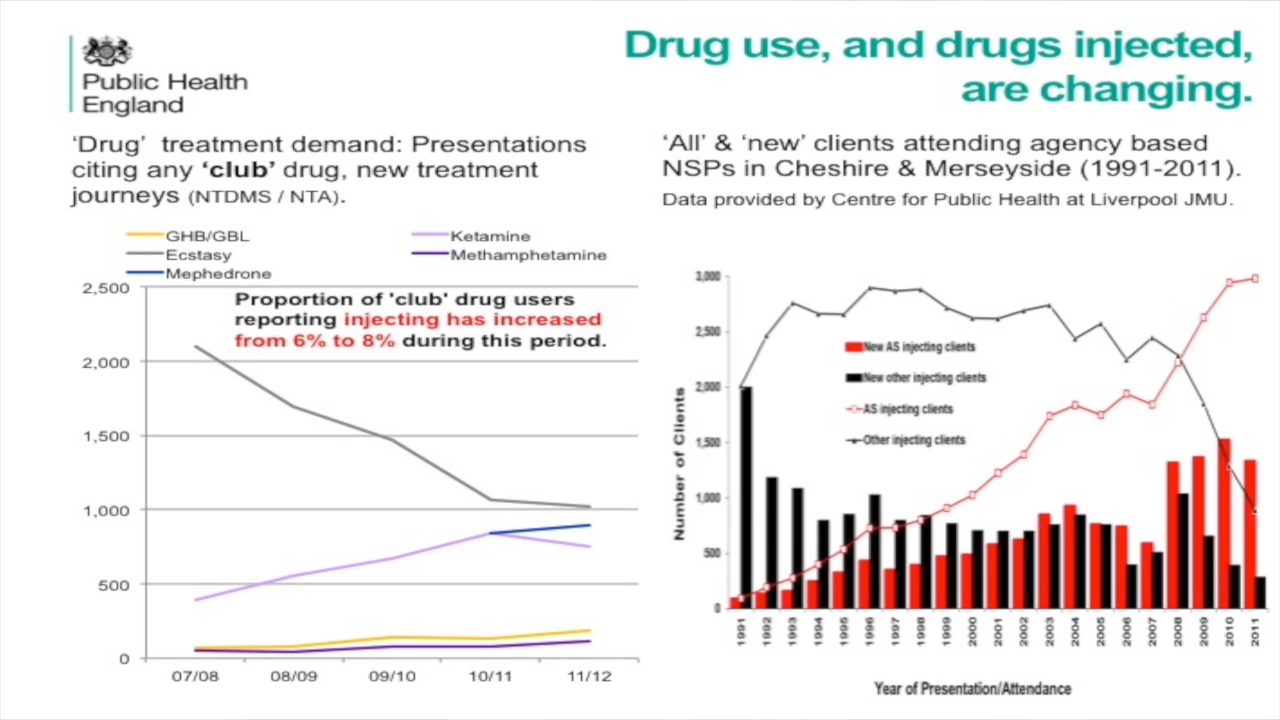 Public Health
England
Drug use, and drugs injected,
are changing.
‘Drug’ treatment demand: Presentations
citing any ‘club’ drug, new treatment
journeys (NTDMS / NTA).
GHB/GBL
Ketamine
Ecstasy
Methamphetamine
Mephedrone
Proportion of 'club' drug users
reporting injecting has increased
from 6% to 8% during this period.
2,500
2,000
1,500
1,000
500
0
07/08 08/09 09/10 10/11 11/12
‘All’ & ‘new’ clients attending agency based
NSPs in Cheshire & Merseyside (1991-2011).
Data provided by Centre for Public Health at Liverpool JMU.
3,000
2,500
2,000
1,500
1,000
500
0
Number of Clients
New AS injecting clients
New other injecting clients
AS injecting clients
Other injecting clients
1991 1992 1993 1994 1995 1996 1997 1998 1999 2000 2001 2002 2003 2004 2005 2006 2007 2008 2009 2010 2011
Year of Presentation/Attendance